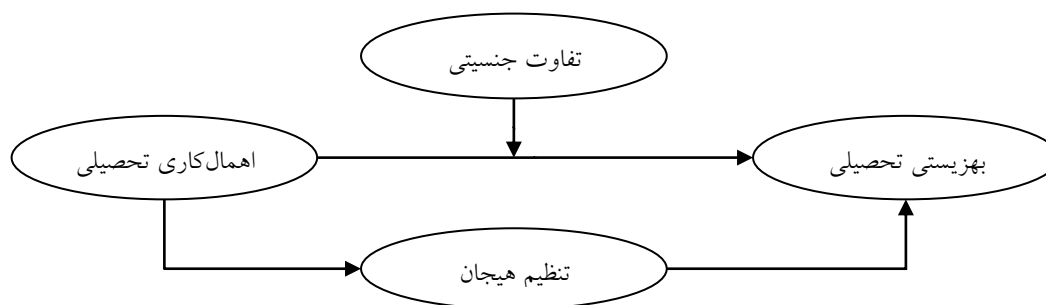 تفاوت جنسیتی
اهمال‌کاری تحصیلی
بهزیستی تحصیلی
تنظیم هیجان